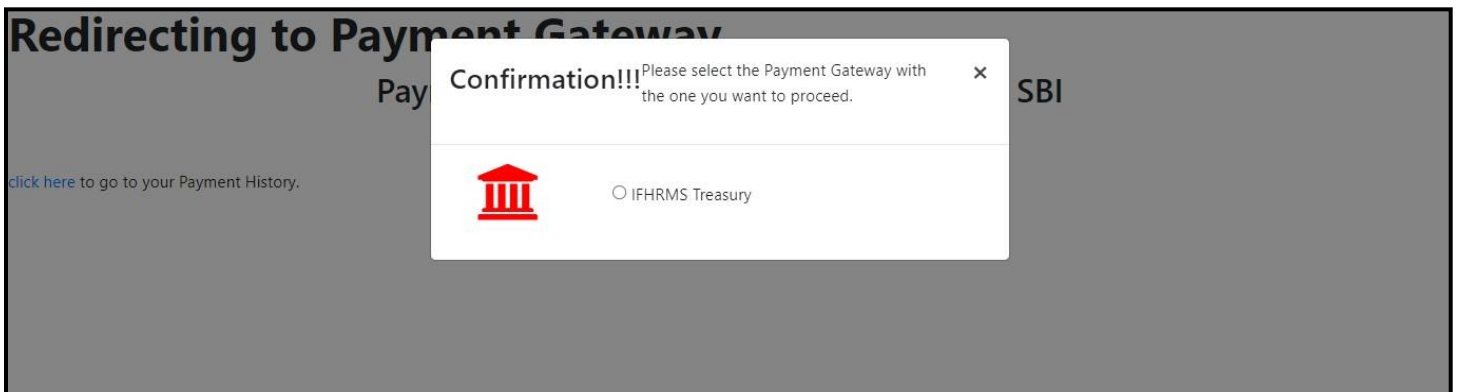 Redirecting to Payment Gateway
Confirmation!!!
Please select the Payment Gateway with
the one you want to proceed.
×
SBI
click here to go to your Payment History.
IFHRMS Treasury